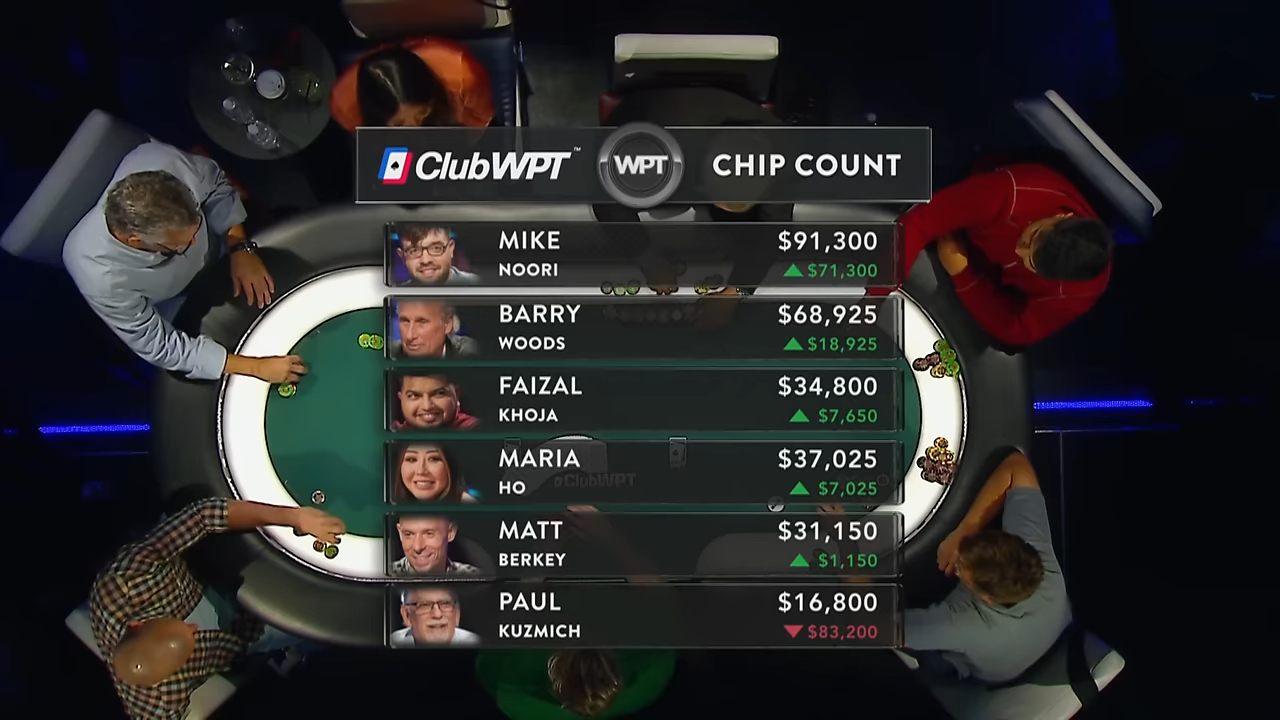 ClubWPT™ WPT CHIP COUNT
MIKE $91,300
NOORI ▲ $71,300
BARRY $68,925
WOODS ▲ $18,925
FAIZAL $34,800
KHOJA ▲ $7,650
MARIA $37,025
HO ▲ $7,025
MATT $31,150
BERKEY ▲ $1,150
PAUL $16,800
KUZMICH ▼ $83,200
ClubWPT